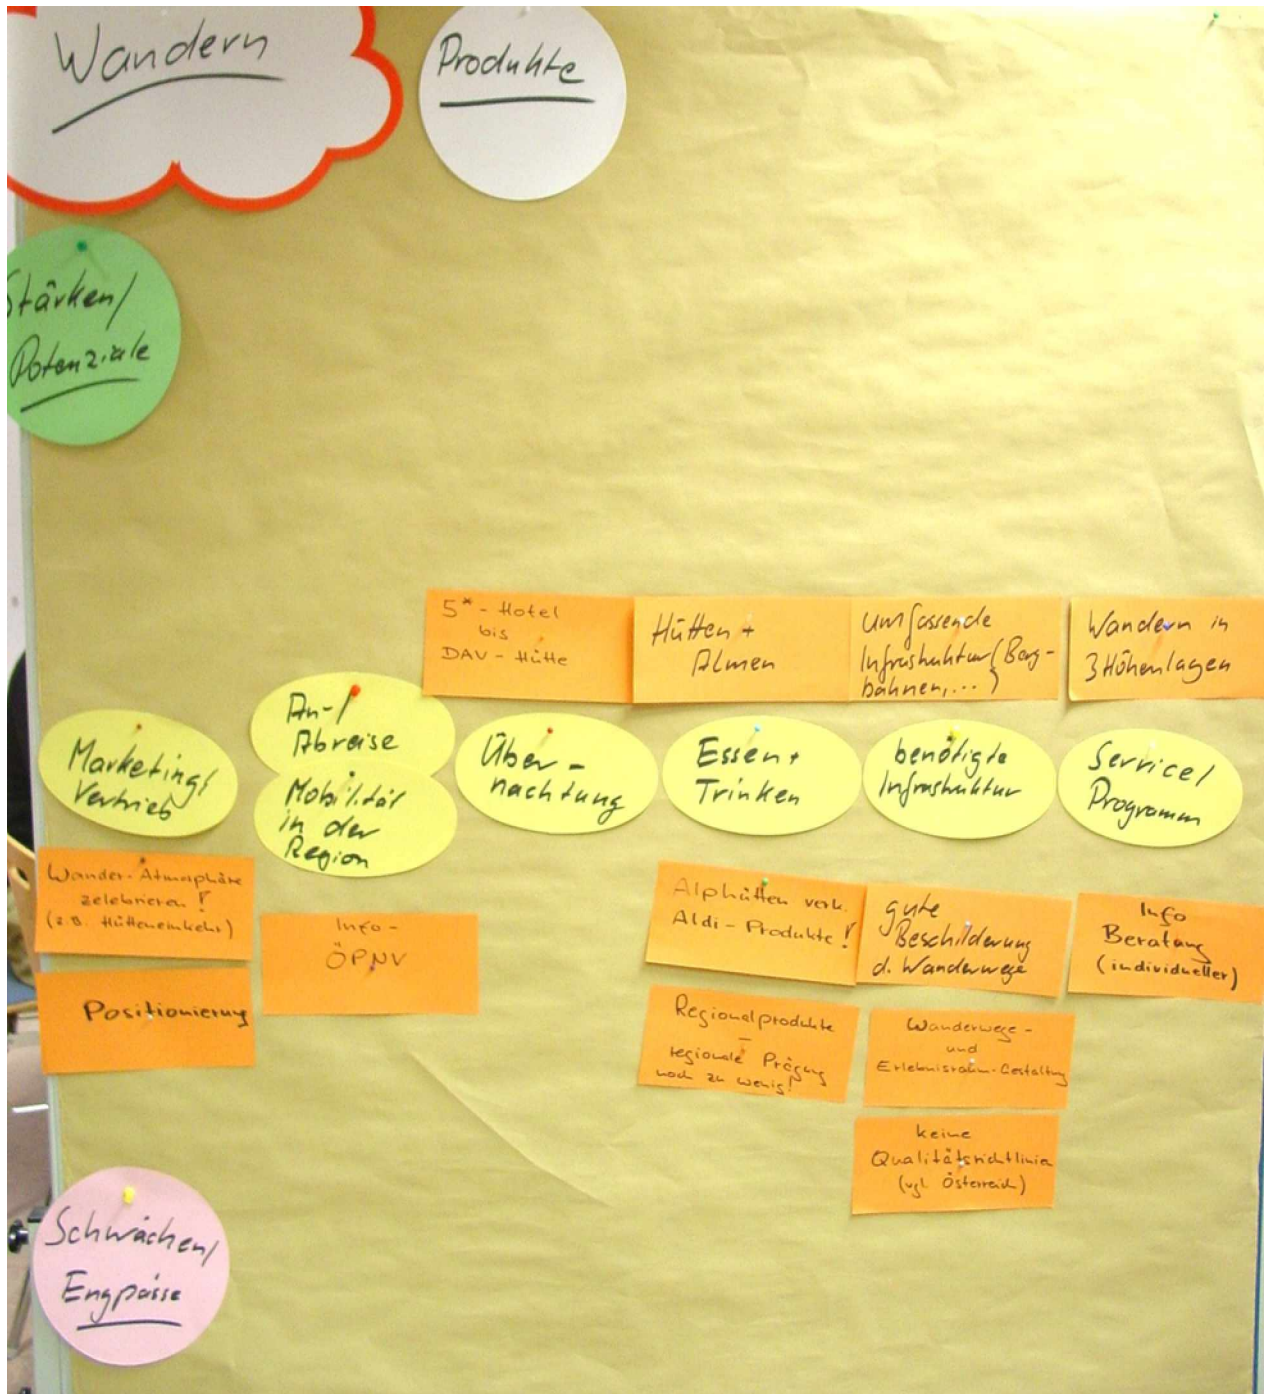 Wandern
Produkte
Stärken/
Potenziale
5* - Hotel
bis
DAV - Hütte
Hütten +
Almen
Umfassende
Infrastruktur (Berg-
bahnen, ...)
Wandern in
3 Höhenlagen
Marketing/
Vertrieb
An-/
Abreise
Mobilität
in der
Region
Über-
nachtung
Essen +
Trinken
benötigte
Infrastruktur
Service/
Programm
Wander-Atmosphäre
zelebrieren!
(z.B. Hütteneinkehr)
Positionierung
Info -
ÖPNV
Alphütten verk.
Aldi - Produkte!
Regionalprodukte
–
regionale Prägung
noch zu wenig!
gute
Beschilderung
d. Wanderwege
Wanderwege -
und
Erlebnisraum-Gestaltung
keine
Qualitätsrichtlinien
(vgl. Österreich)
Info
Beratung
(individueller)
Schwächen/
Engpässe